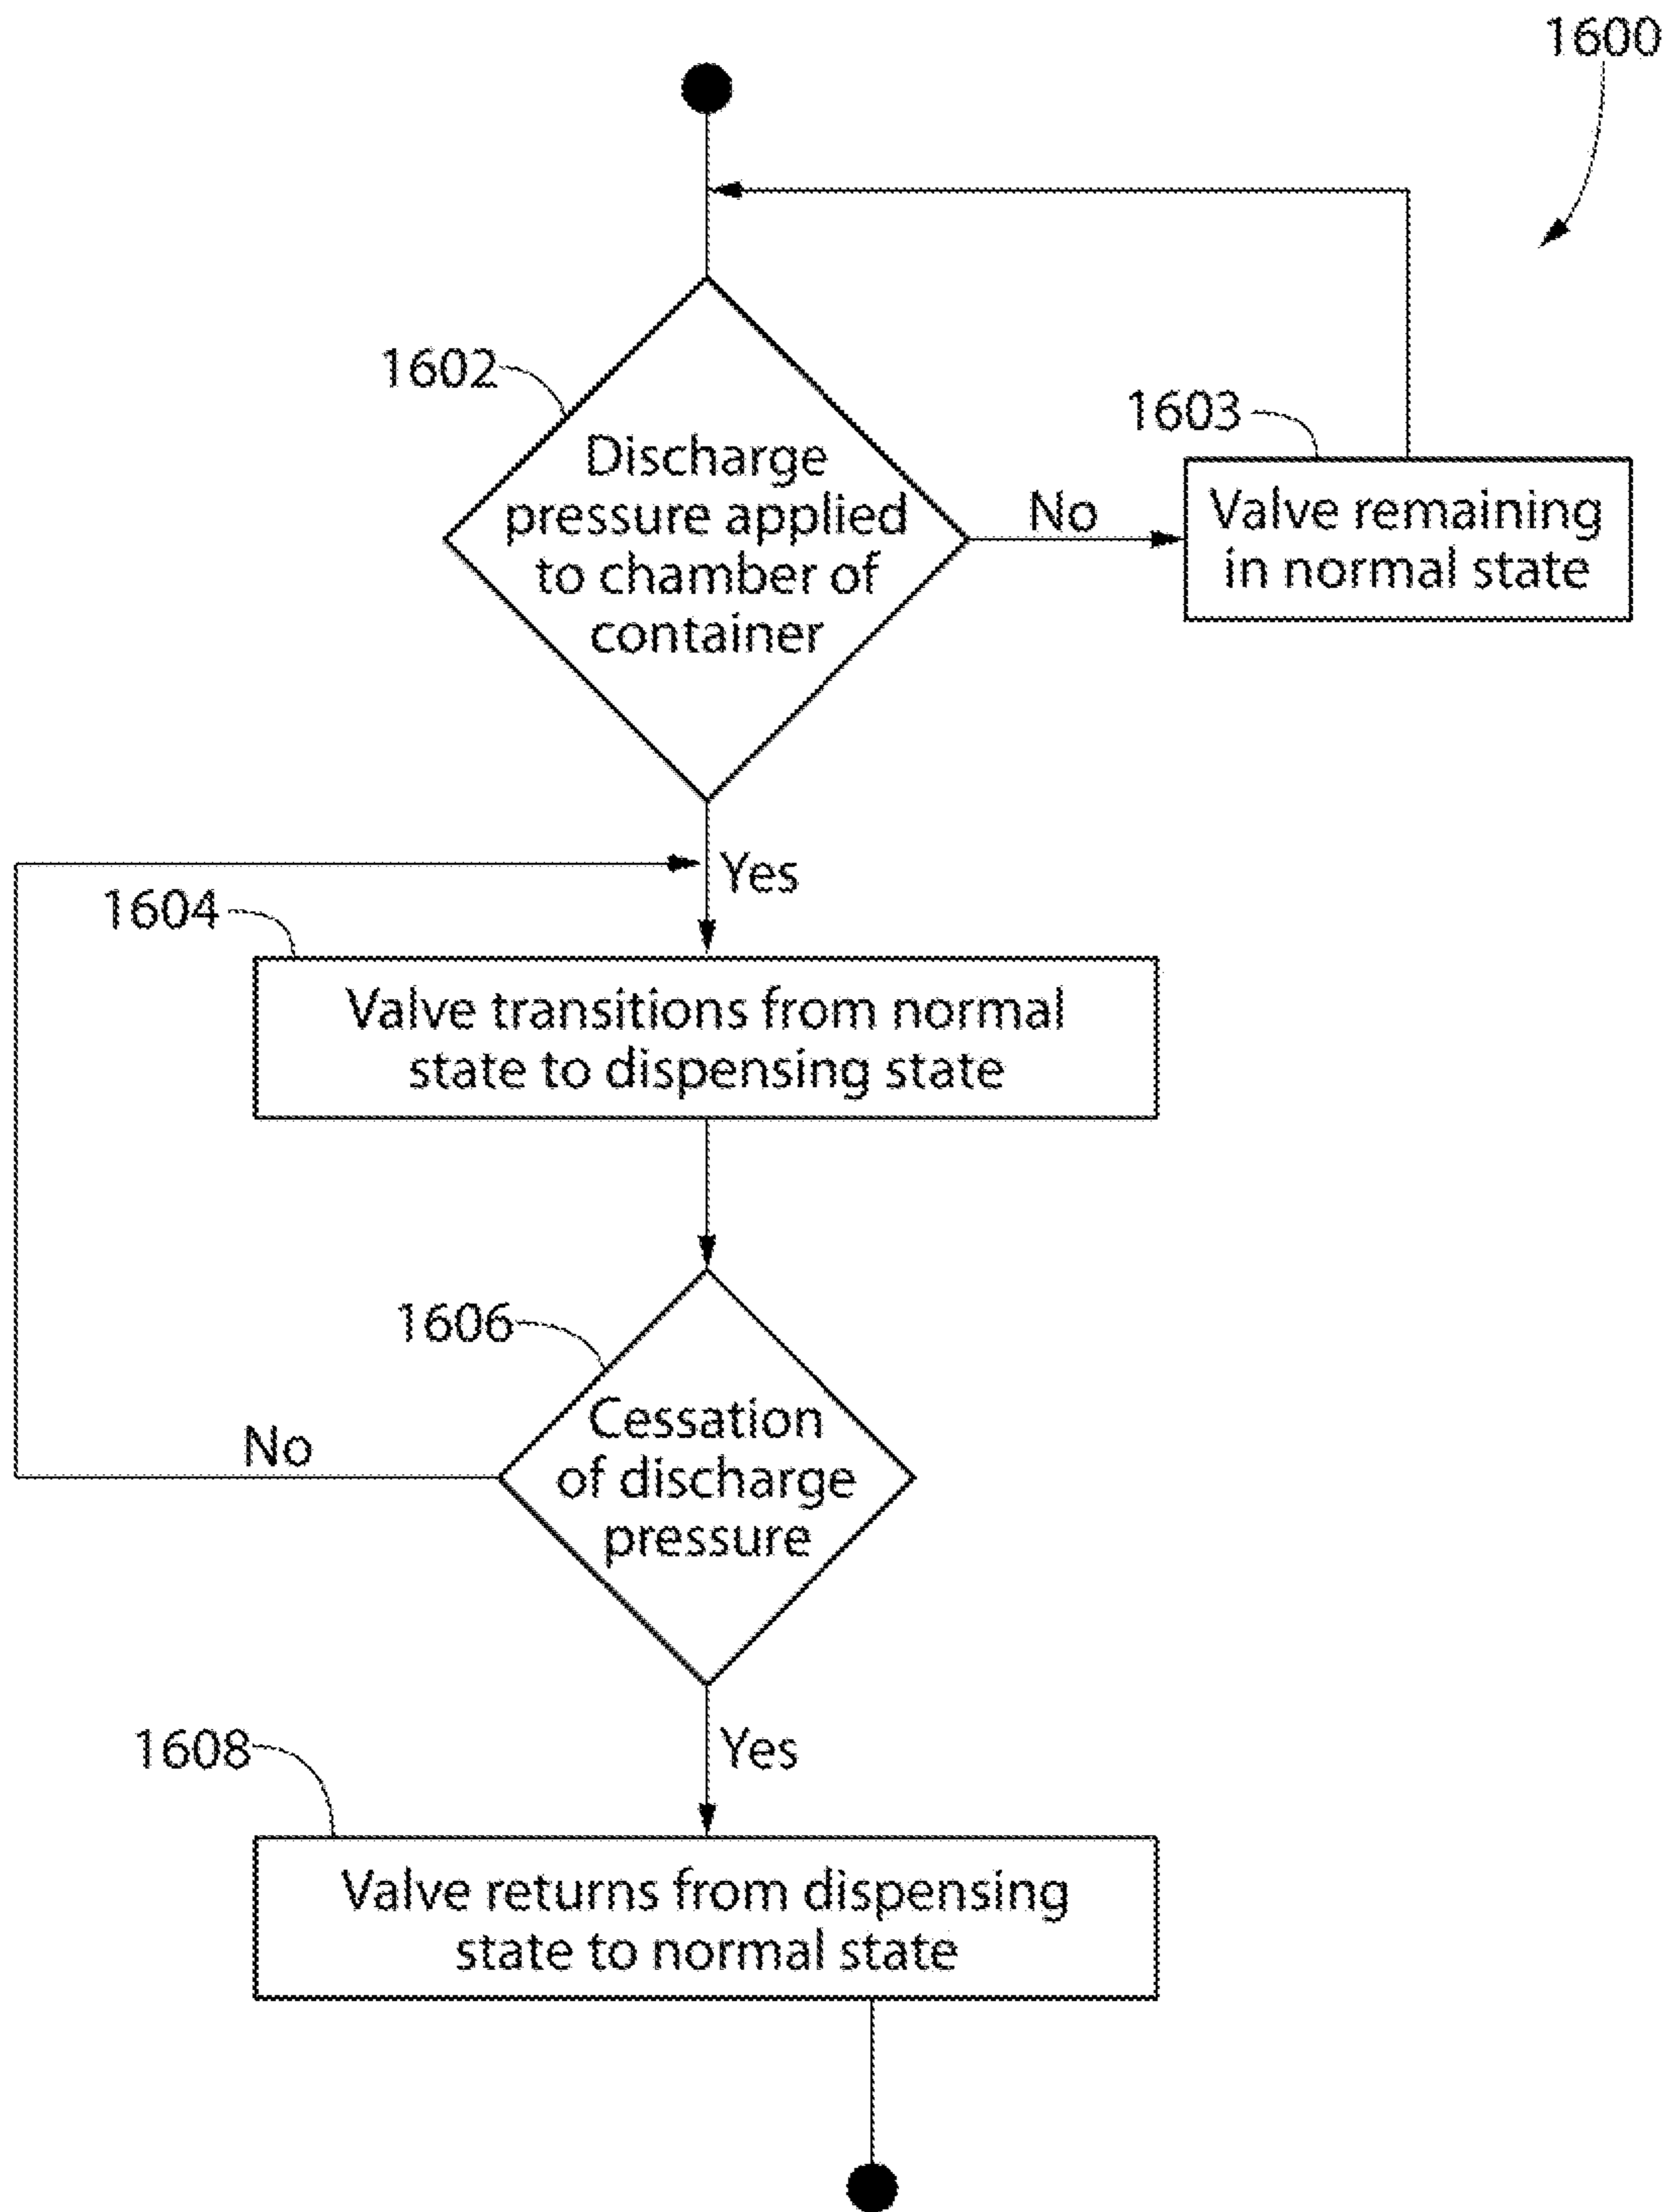 1600
1602
Discharge
pressure applied
to chamber of
container
No
1603
Valve remaining
in normal state
Yes
1604
Valve transitions from normal
state to dispensing state
1606
Cessation
of discharge
pressure
No
Yes
1608
Valve returns from dispensing
state to normal state